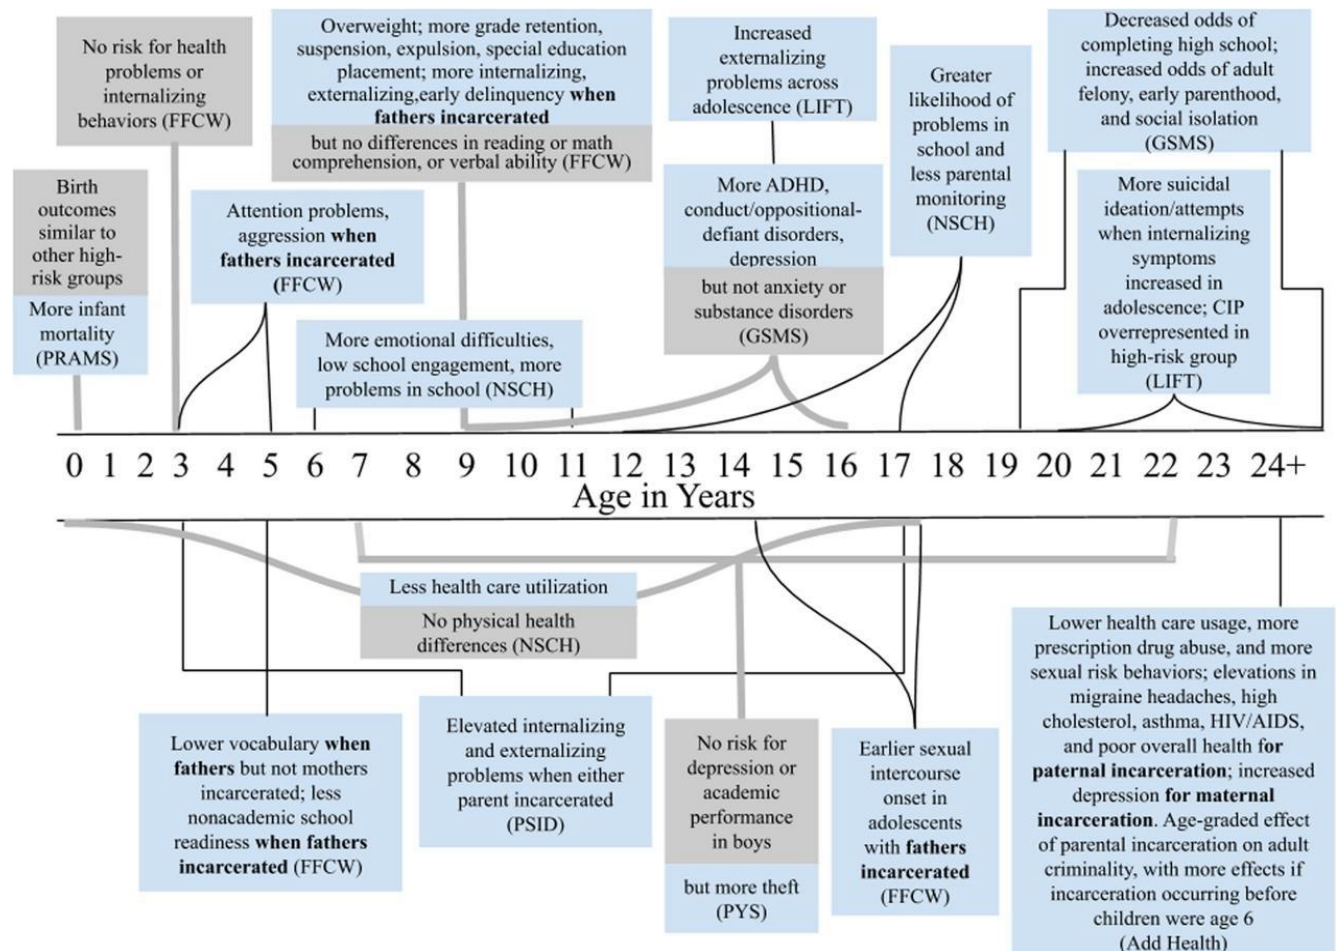 No risk for health
problems or
internalizing
behaviors (FFCW)
Overweight; more grade retention,
suspension, expulsion, special education
placement; more internalizing,
externalizing,early delinquency when
fathers incarcerated
but no differences in reading or math
comprehension, or verbal ability (FFCW)
Increased
externalizing
problems across
adolescence (LIFT)
Greater
likelihood of
problems in
school and
less parental
monitoring
(NSCH)
Decreased odds of
completing high school;
increased odds of adult
felony, early parenthood,
and social isolation
(GSMS)
Birth
outcomes
similar to
other high-
risk groups
More infant
mortality
(PRAMS)
Attention problems,
aggression when
fathers incarcerated
(FFCW)
More ADHD,
conduct/oppositional-
defiant disorders,
depression
but not anxiety or
substance disorders
(GSMS)
More suicidal
ideation/attempts
when internalizing
symptoms
increased in
adolescence; CIP
overrepresented in
high-risk group
(LIFT)
More emotional difficulties,
low school engagement, more
problems in school (NSCH)
0 1 2 3 4 5 6 7 8 9 10 11 12 13 14 15 16 17 18 19 20 21 22 23 24+
Age in Years
Less health care utilization
No physical health
differences (NSCH)
Lower vocabulary when
fathers but not mothers
incarcerated; less
nonacademic school
readiness when fathers
incarcerated (FFCW)
Elevated internalizing
and externalizing
problems when either
parent incarcerated
(PSID)
No risk for
depression or
academic
performance
in boys
but more theft
(PYS)
Earlier sexual
intercourse
onset in
adolescents
with fathers
incarcerated
(FFCW)
Lower health care usage, more
prescription drug abuse, and more
sexual risk behaviors; elevations in
migraine headaches, high
cholesterol, asthma, HIV/AIDS,
and poor overall health for
paternal incarceration; increased
depression for maternal
incarceration. Age-graded effect
of parental incarceration on adult
criminality, with more effects if
incarceration occurring before
children were age 6
(Add Health)